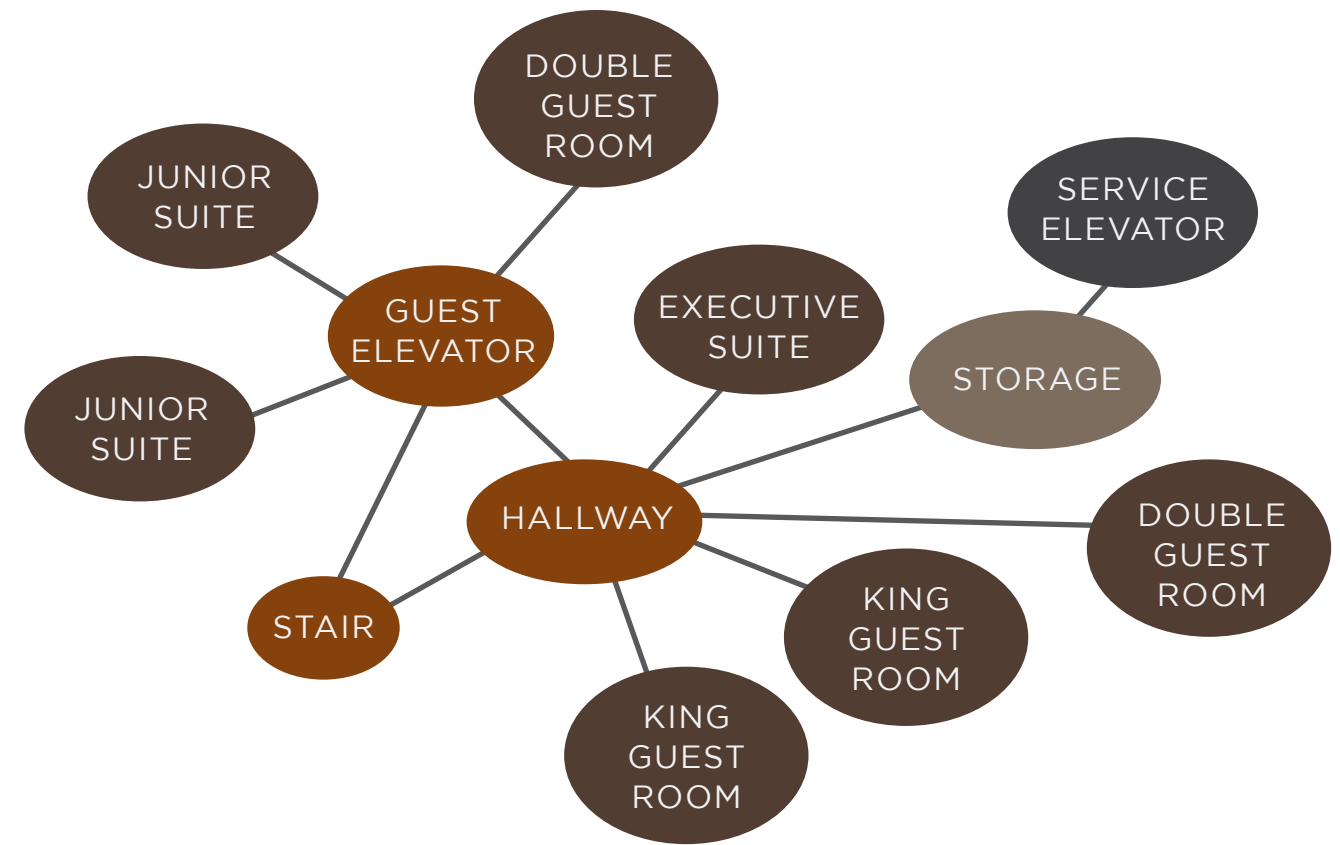 DOUBLE
GUEST
ROOM
JUNIOR
SUITE
SERVICE
ELEVATOR
GUEST
ELEVATOR
EXECUTIVE
SUITE
STORAGE
JUNIOR
SUITE
HALLWAY
DOUBLE
GUEST
ROOM
STAIR
KING
GUEST
ROOM
KING
GUEST
ROOM